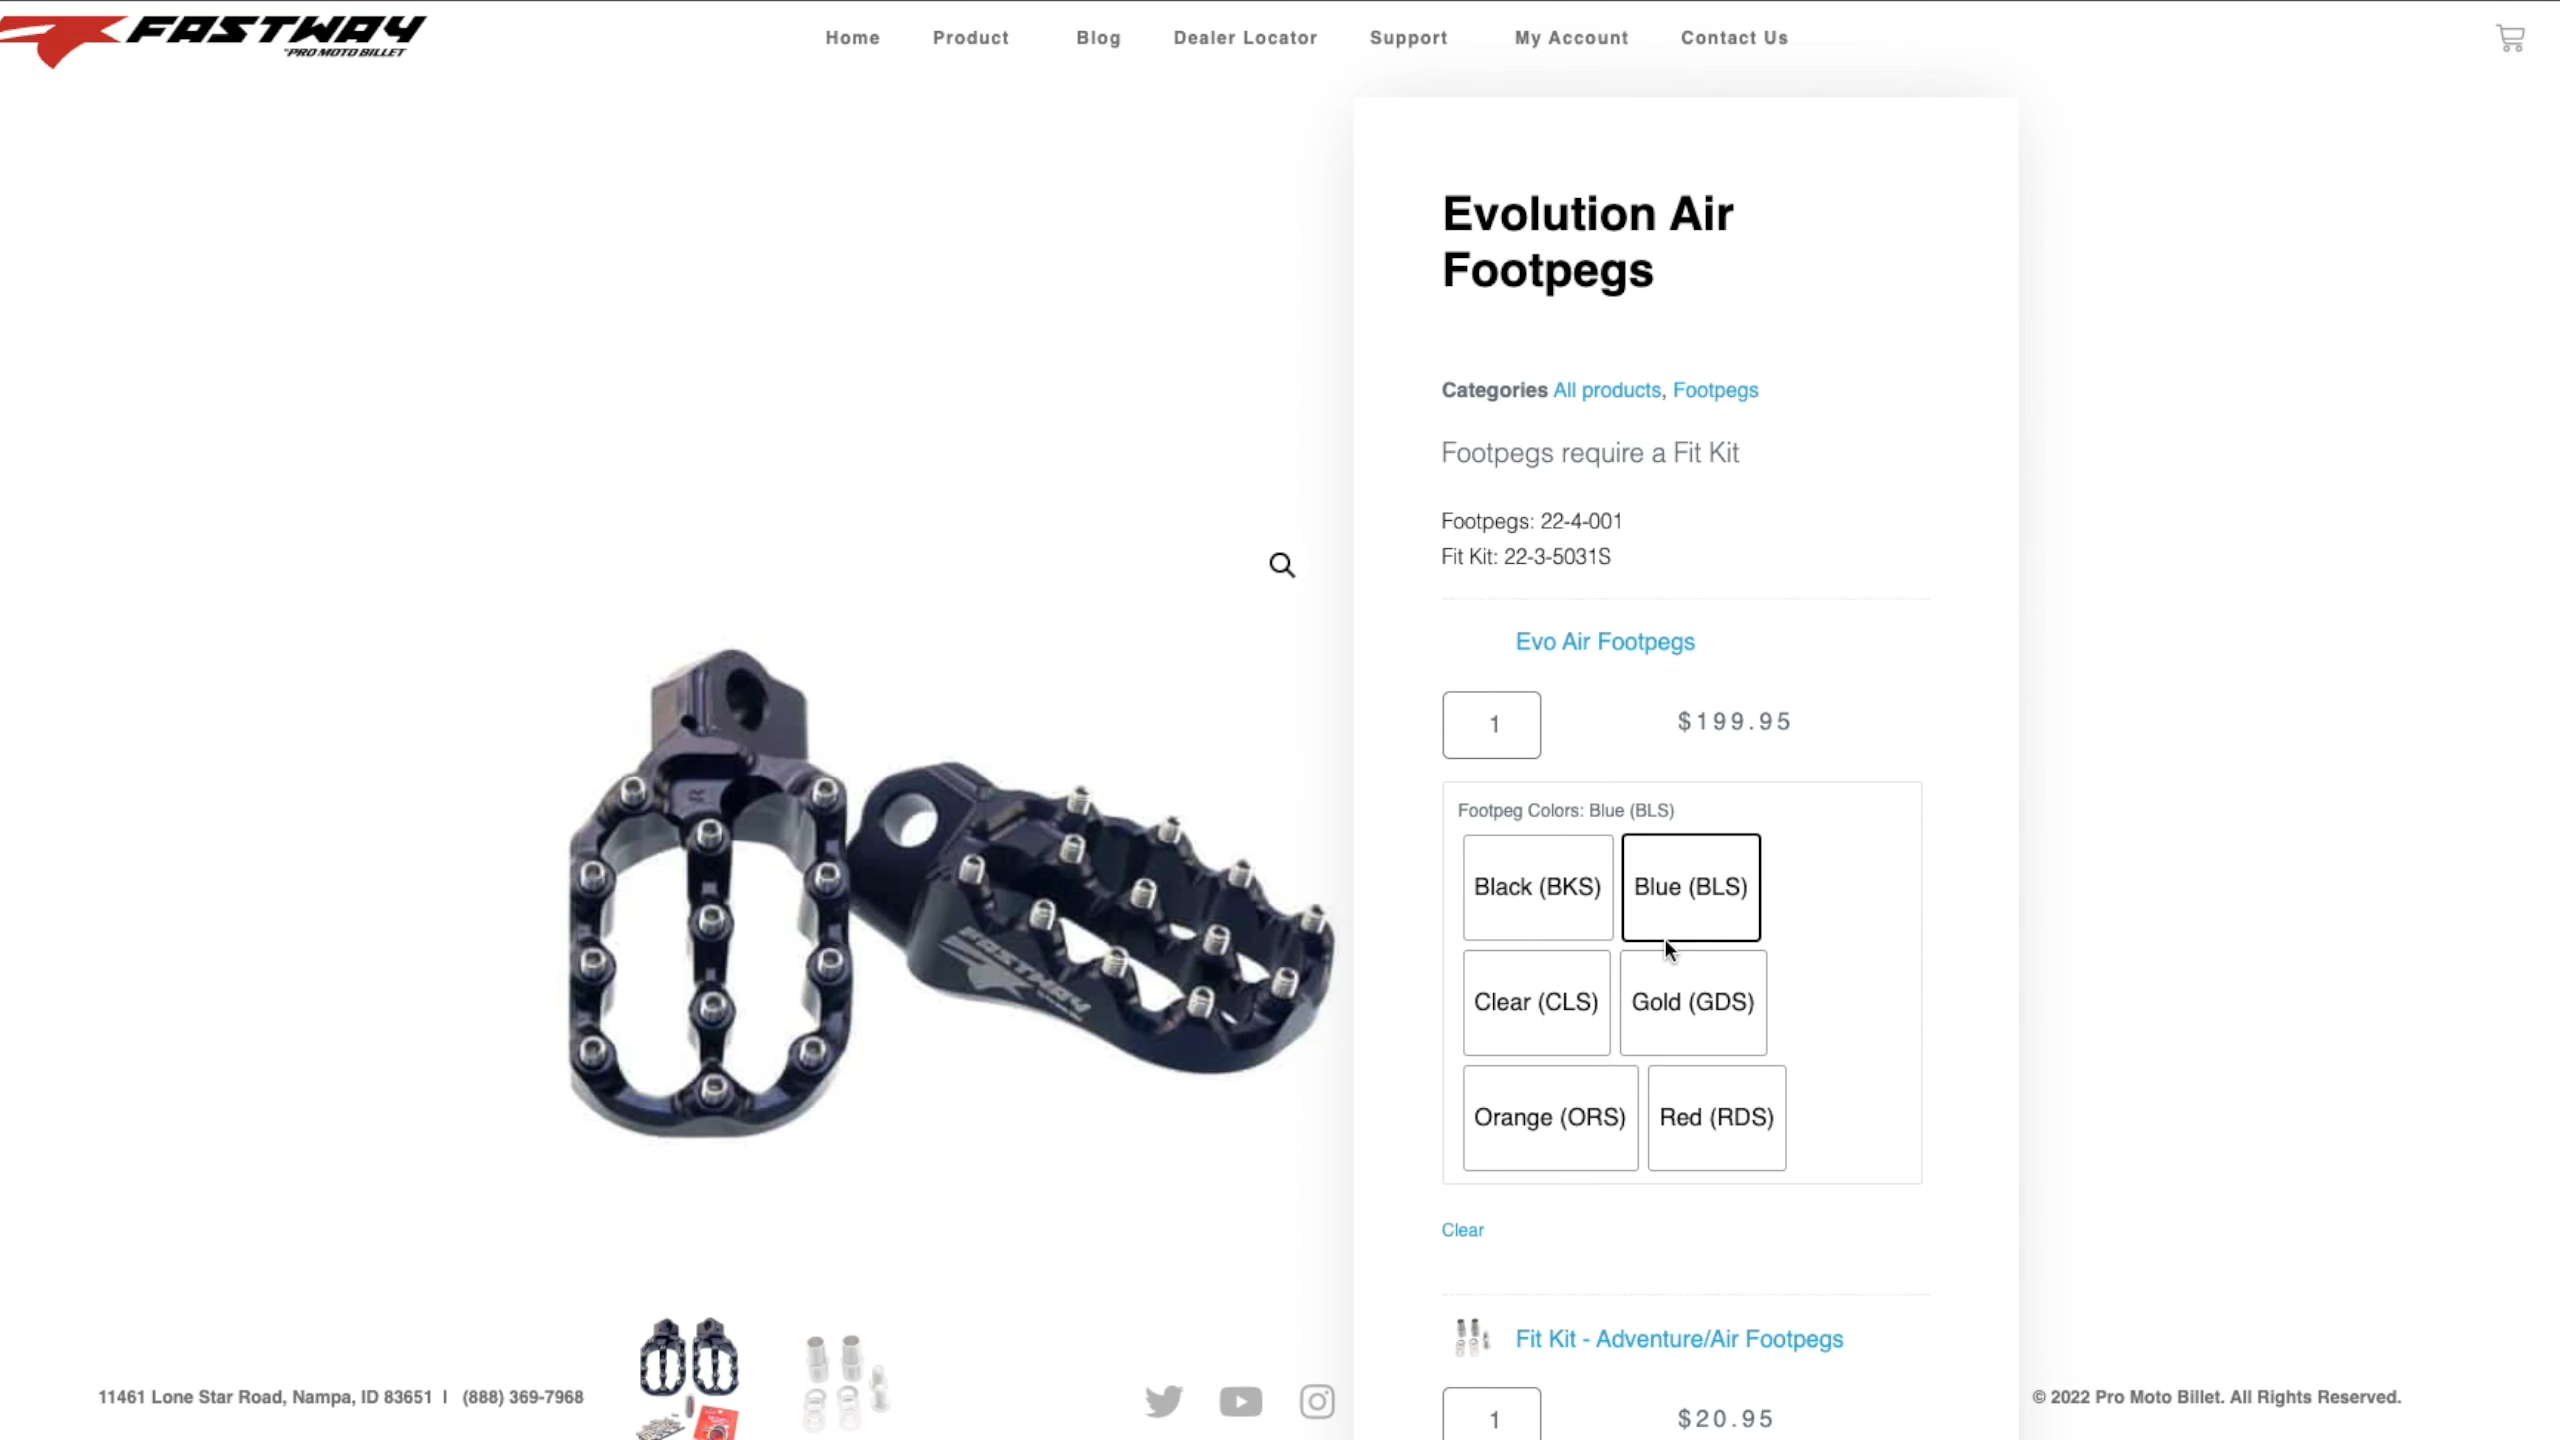 FASTWAY
BY PRO MOTO BILLET
Home Product Blog Dealer Locator Support My Account Contact Us
Evolution Air
Footpegs
Categories All products, Footpegs
Footpegs require a Fit Kit
Footpegs: 22-4-001
Fit Kit: 22-3-5031S
Evo Air Footpegs
1 $199.95
Footpeg Colors: Blue (BLS)
Black (BKS) Blue (BLS)
Clear (CLS) Gold (GDS)
Orange (ORS) Red (RDS)
Clear
FASTWAY
Fit Kit - Adventure/Air Footpegs
1 $20.95
11461 Lone Star Road, Nampa, ID 83651 | (888) 369-7968
© 2022 Pro Moto Billet. All Rights Reserved.